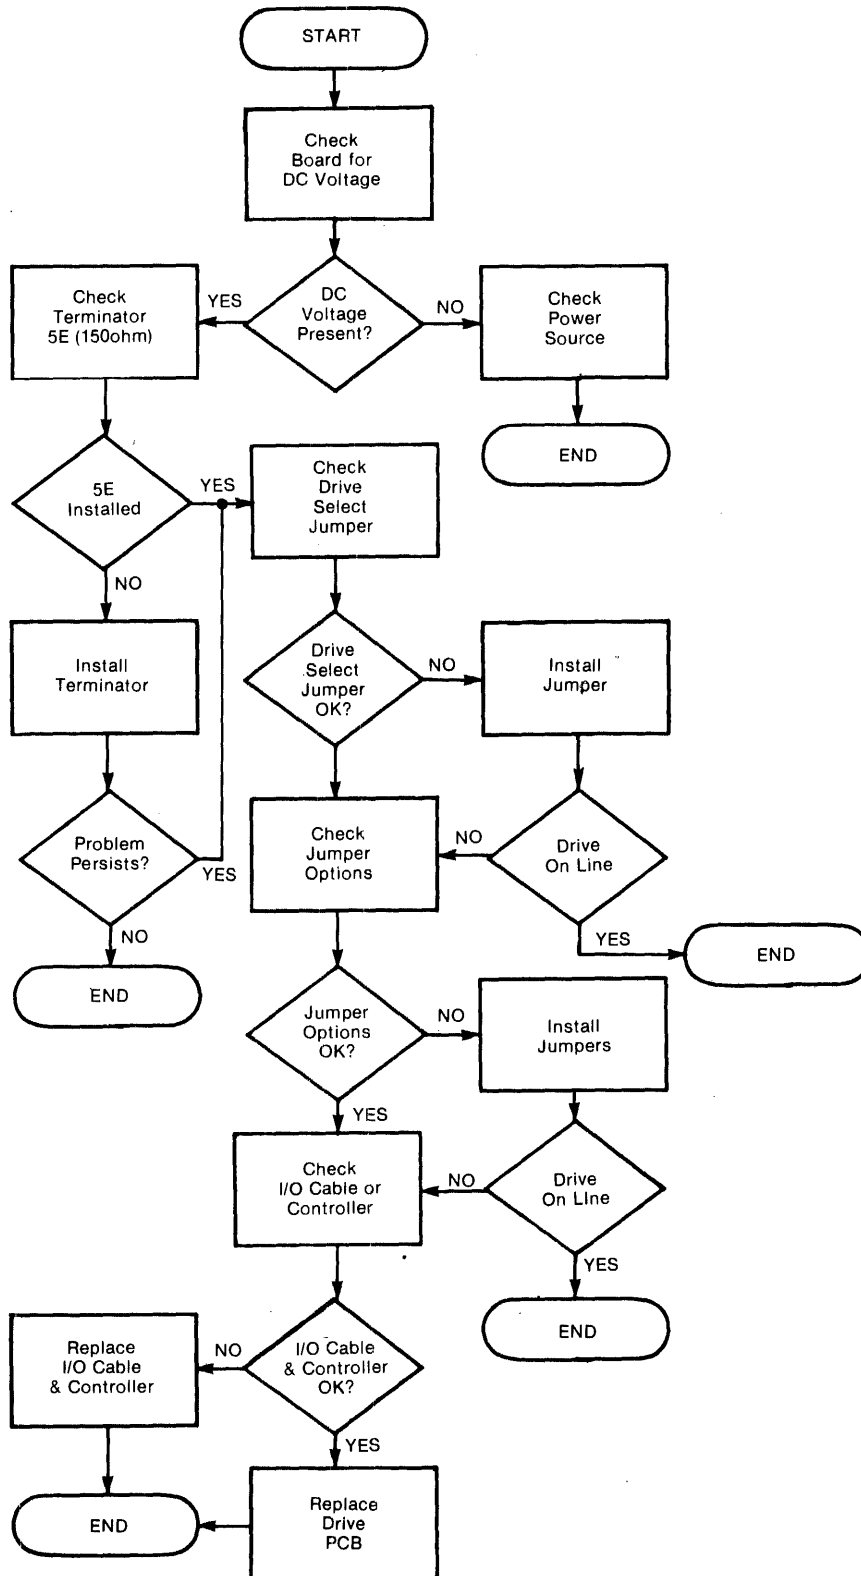 START
Check
Board for
DC Voltage
DC
Voltage
Present?
YES
NO
Check
Terminator
5E (150ohm)
Check
Power
Source
END
5E
Installed
YES
NO
Check
Drive
Select
Jumper
Install
Terminator
Drive
Select
Jumper
OK?
NO
Install
Jumper
Problem
Persists?
YES
NO
END
Check
Jumper
Options
NO
Drive
On Line
YES
END
Jumper
Options
OK?
NO
YES
Install
Jumpers
Check
I/O Cable or
Controller
NO
Drive
On LIne
YES
END
I/O Cable
& Controller
OK?
NO
YES
Replace
I/O Cable
& Controller
END
Replace
Drive
PCB